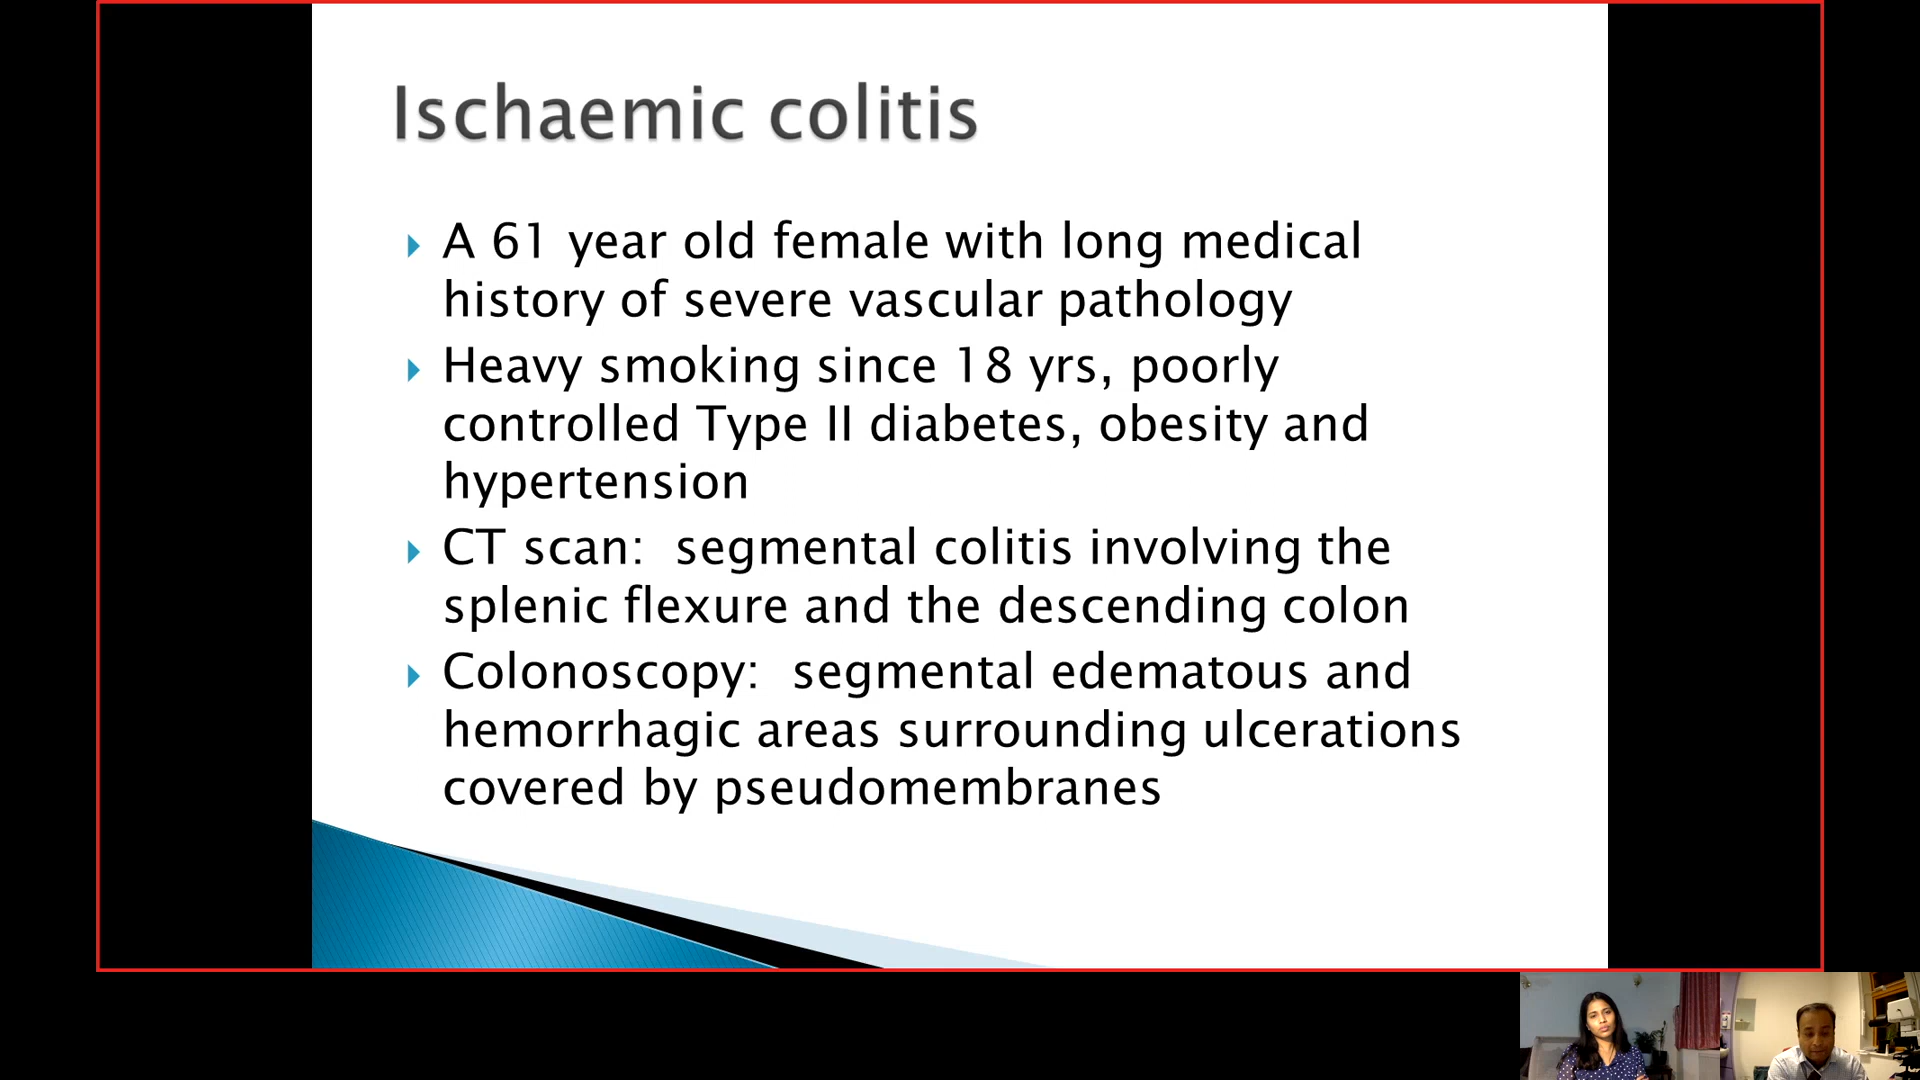 Ischaemic colitis
A 61 year old female with long medical
history of severe vascular pathology
Heavy smoking since 18 yrs, poorly
controlled Type II diabetes, obesity and
hypertension
CT scan:  segmental colitis involving the
splenic flexure and the descending colon
Colonoscopy:  segmental edematous and
hemorrhagic areas surrounding ulcerations
covered by pseudomembranes